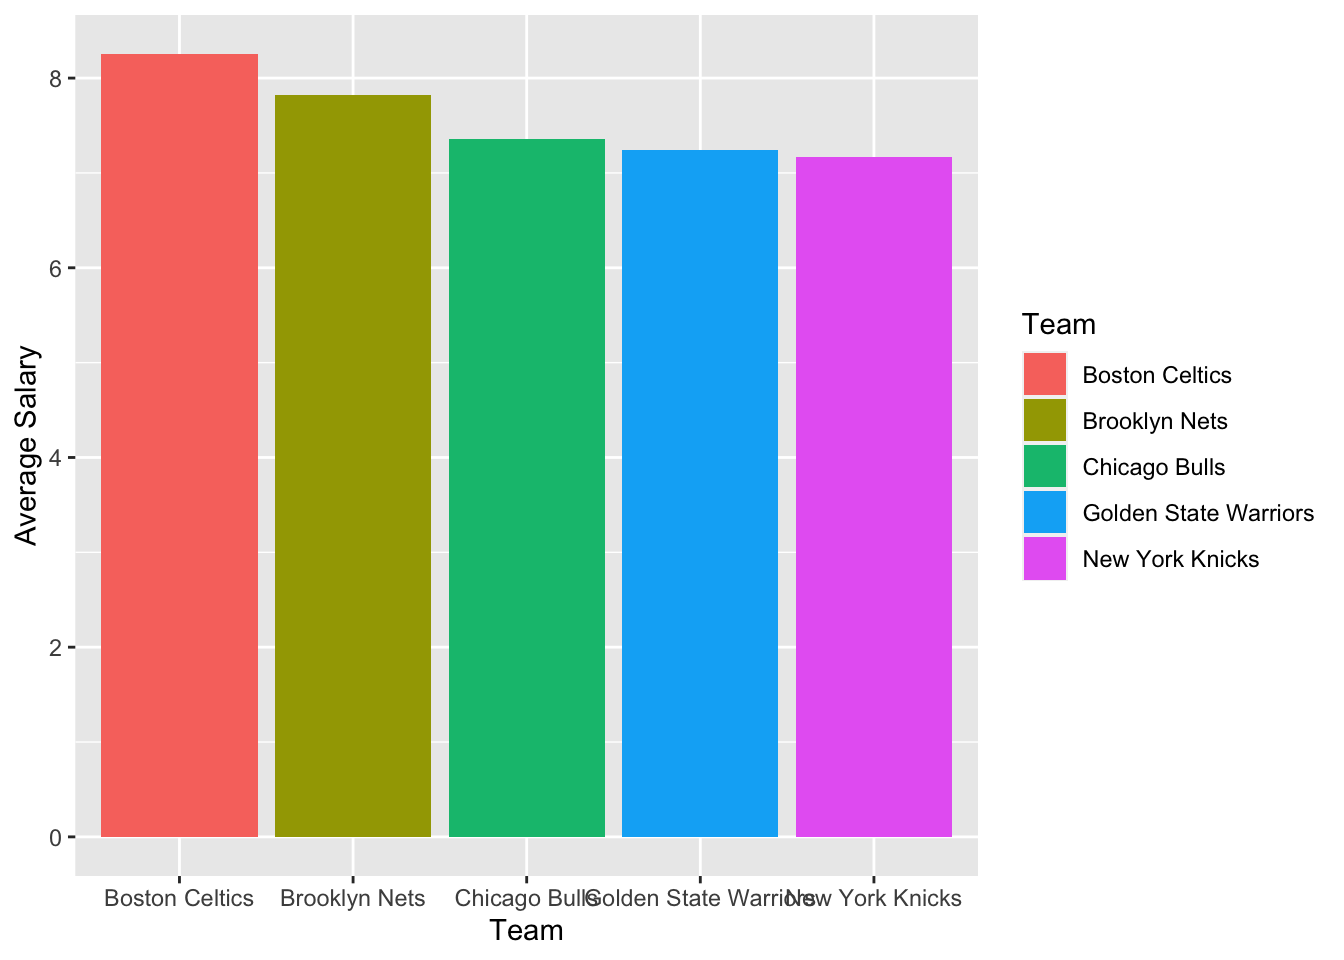 Average Salary
8
6
4
2
0
Boston Celtics
Brooklyn Nets
Chicago Bulls
Golden State Warriors
New York Knicks
Team
Team
Boston Celtics
Brooklyn Nets
Chicago Bulls
Golden State Warriors
New York Knicks